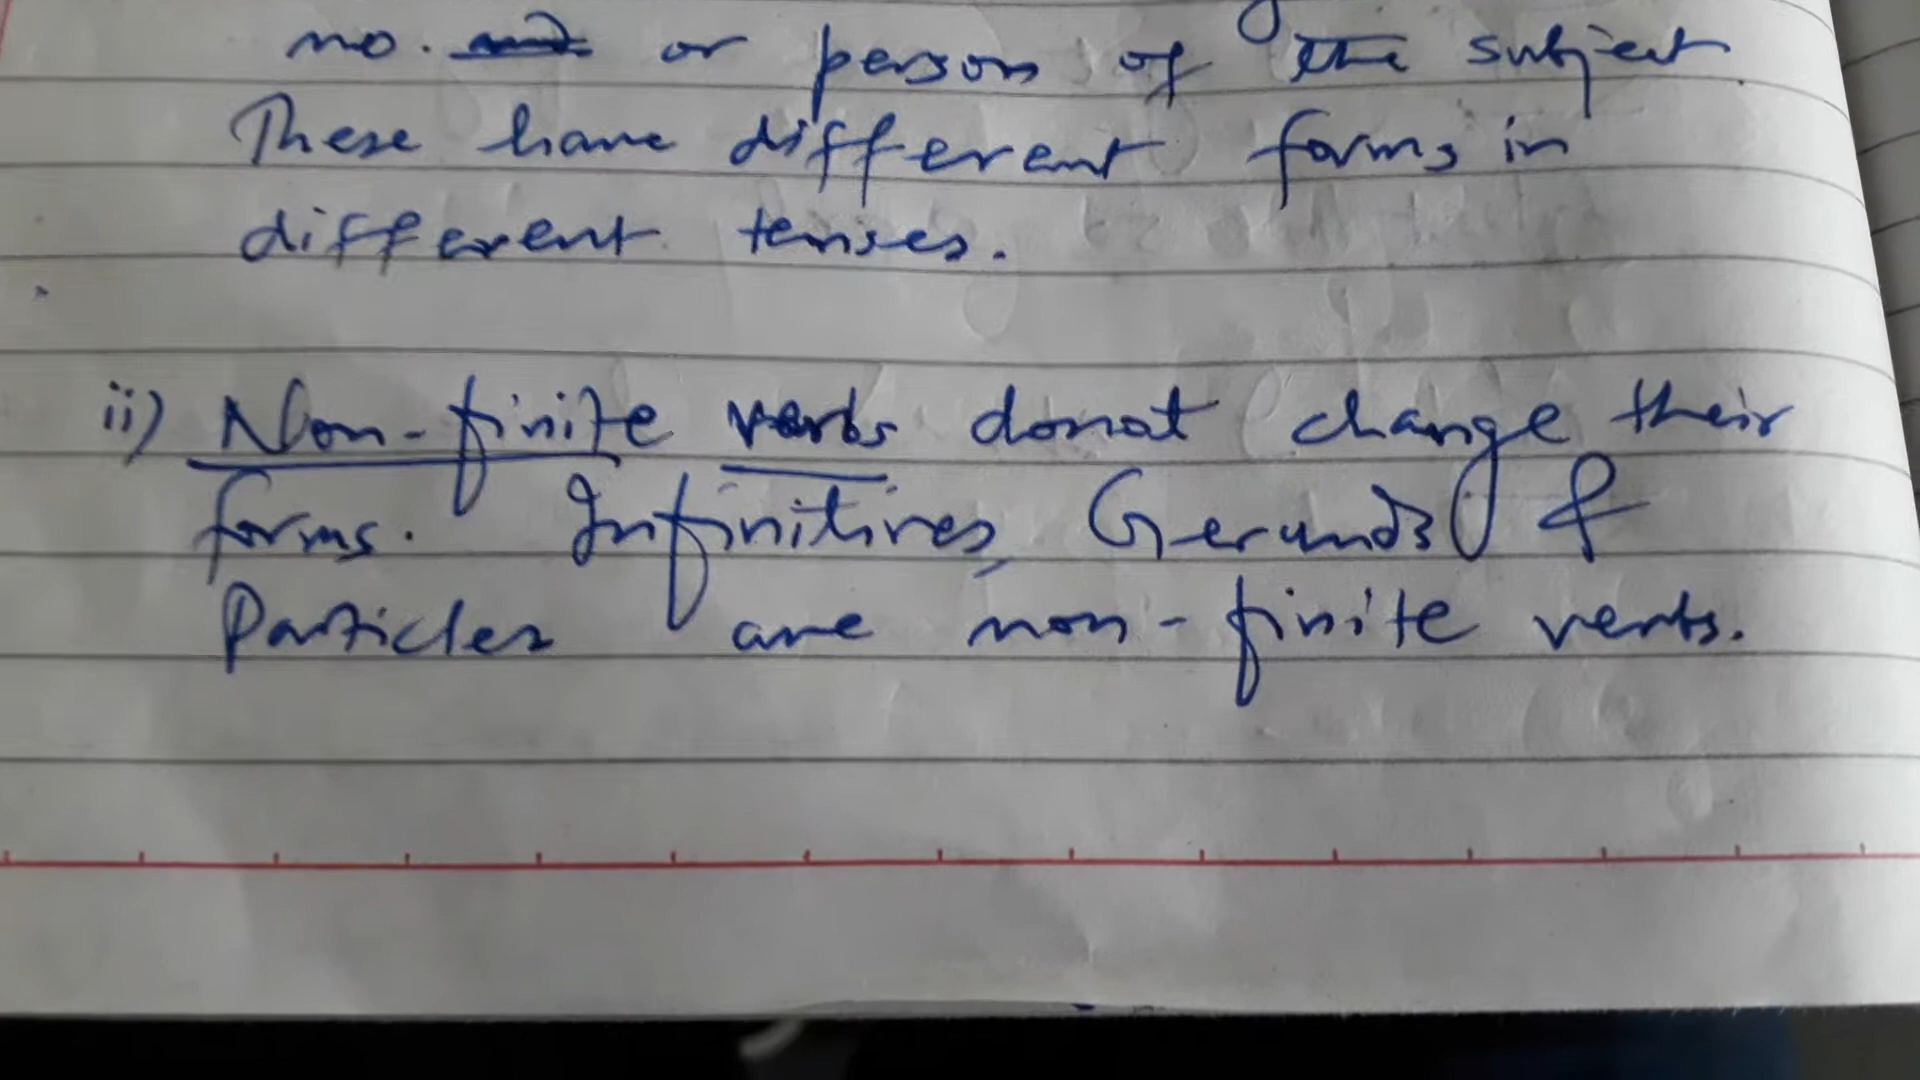 no. or person of the subject.
These have different forms in
different tenses.
ii) Non-finite verbs donot change their
forms. Infinitives, Gerunds &
Particles are non-finite verbs.